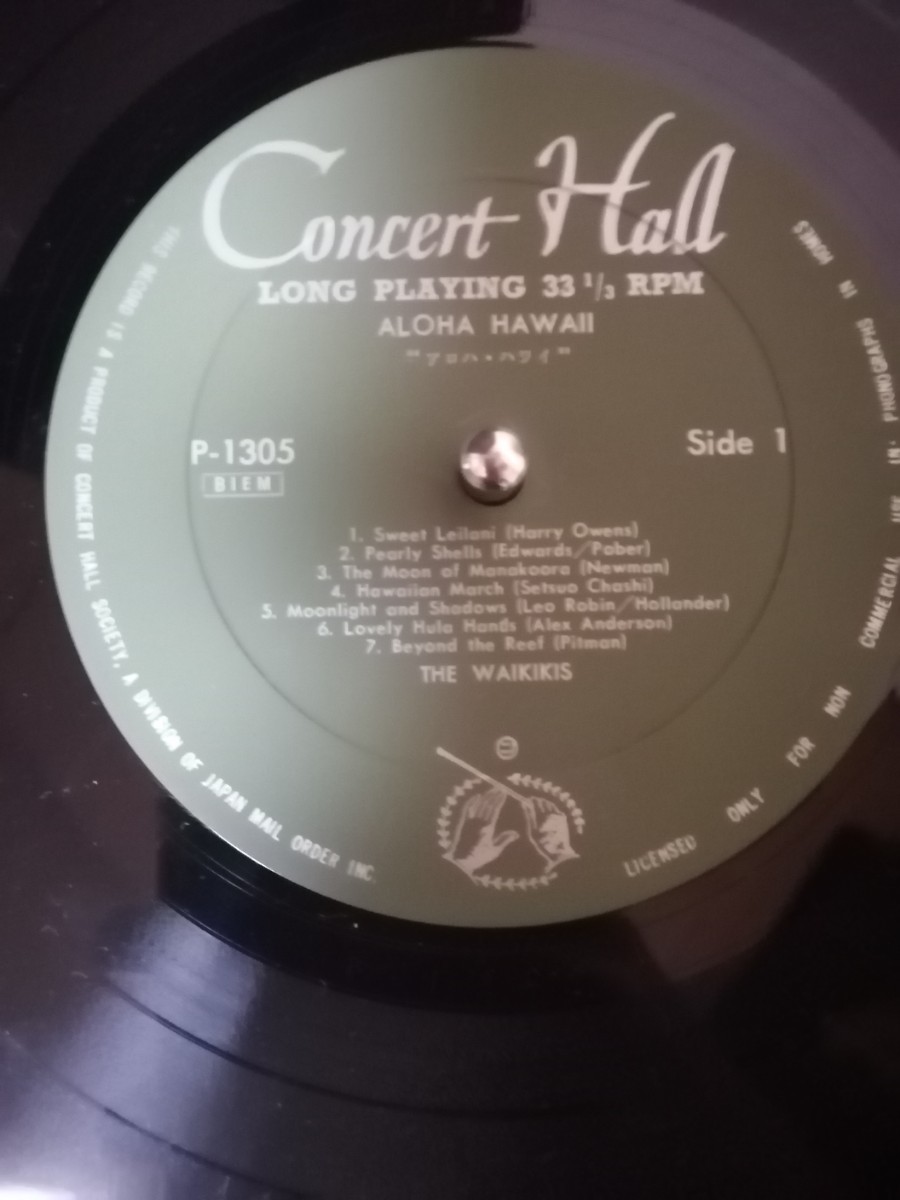 Concert Hall
LONG PLAYING 33 1/3 RPM
ALOHA HAWAII
"アロハ・ハワイ"
P-1305
Side 1
BIEM
1. Sweet Leilani (Harry Owens)
2. Pearly Shells (Edwards/Pober)
3. The Moon of Manakoora (Newman)
4. Hawaiian March (Setsuo Ohashi)
5. Moonlight and Shadows (Leo Robin/Hollander)
6. Lovely Hula Hands (Alex Anderson)
7. Beyond the Reef (Pitman)
THE WAIKIKIS
THIS RECORD IS A PRODUCT OF CONCERT HALL SOCIETY, A DIVISION OF JAPAN MAIL ORDER INC.
LICENSED ONLY FOR NON COMMERCIAL USE IN PHONOGRAPHS IN HOMES